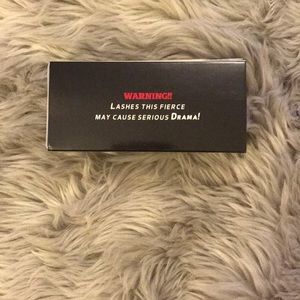 WARNING!!
LASHES THIS FIERCE
MAY CAUSE SERIOUS DRAMA!